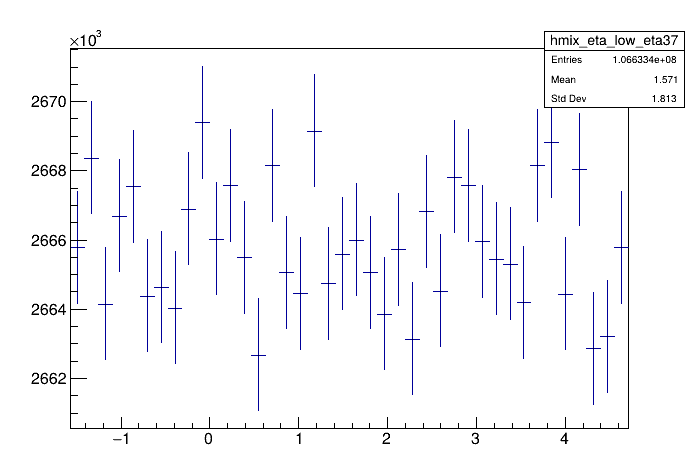 ×10³
hmix_eta_low_eta37
Entries 1.066334e+08
Mean 1.571
Std Dev 1.813
2670
2668
2666
2664
2662
−1 0 1 2 3 4